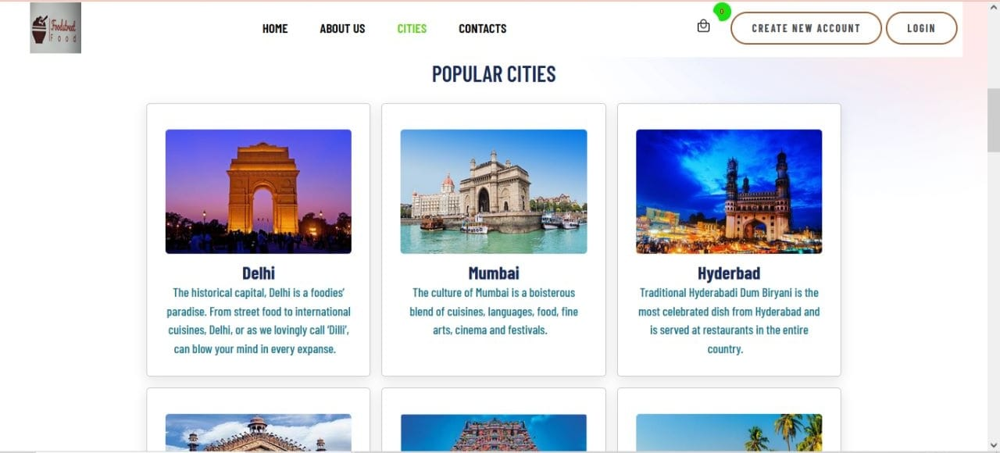 Foodstreet
Food
HOME
ABOUT US
CITIES
CONTACTS
0
CREATE NEW ACCOUNT
LOGIN
POPULAR CITIES
Delhi
The historical capital, Delhi is a foodies’
paradise. From street food to international
cuisines, Delhi, or as we lovingly call ‘Dilli’,
can blow your mind in every expanse.
Mumbai
The culture of Mumbai is a boisterous
blend of cuisines, languages, food, fine
arts, cinema and festivals.
Hyderbad
Traditional Hyderabadi Dum Biryani is the
most celebrated dish from Hyderabad and
is served at restaurants in the entire
country.